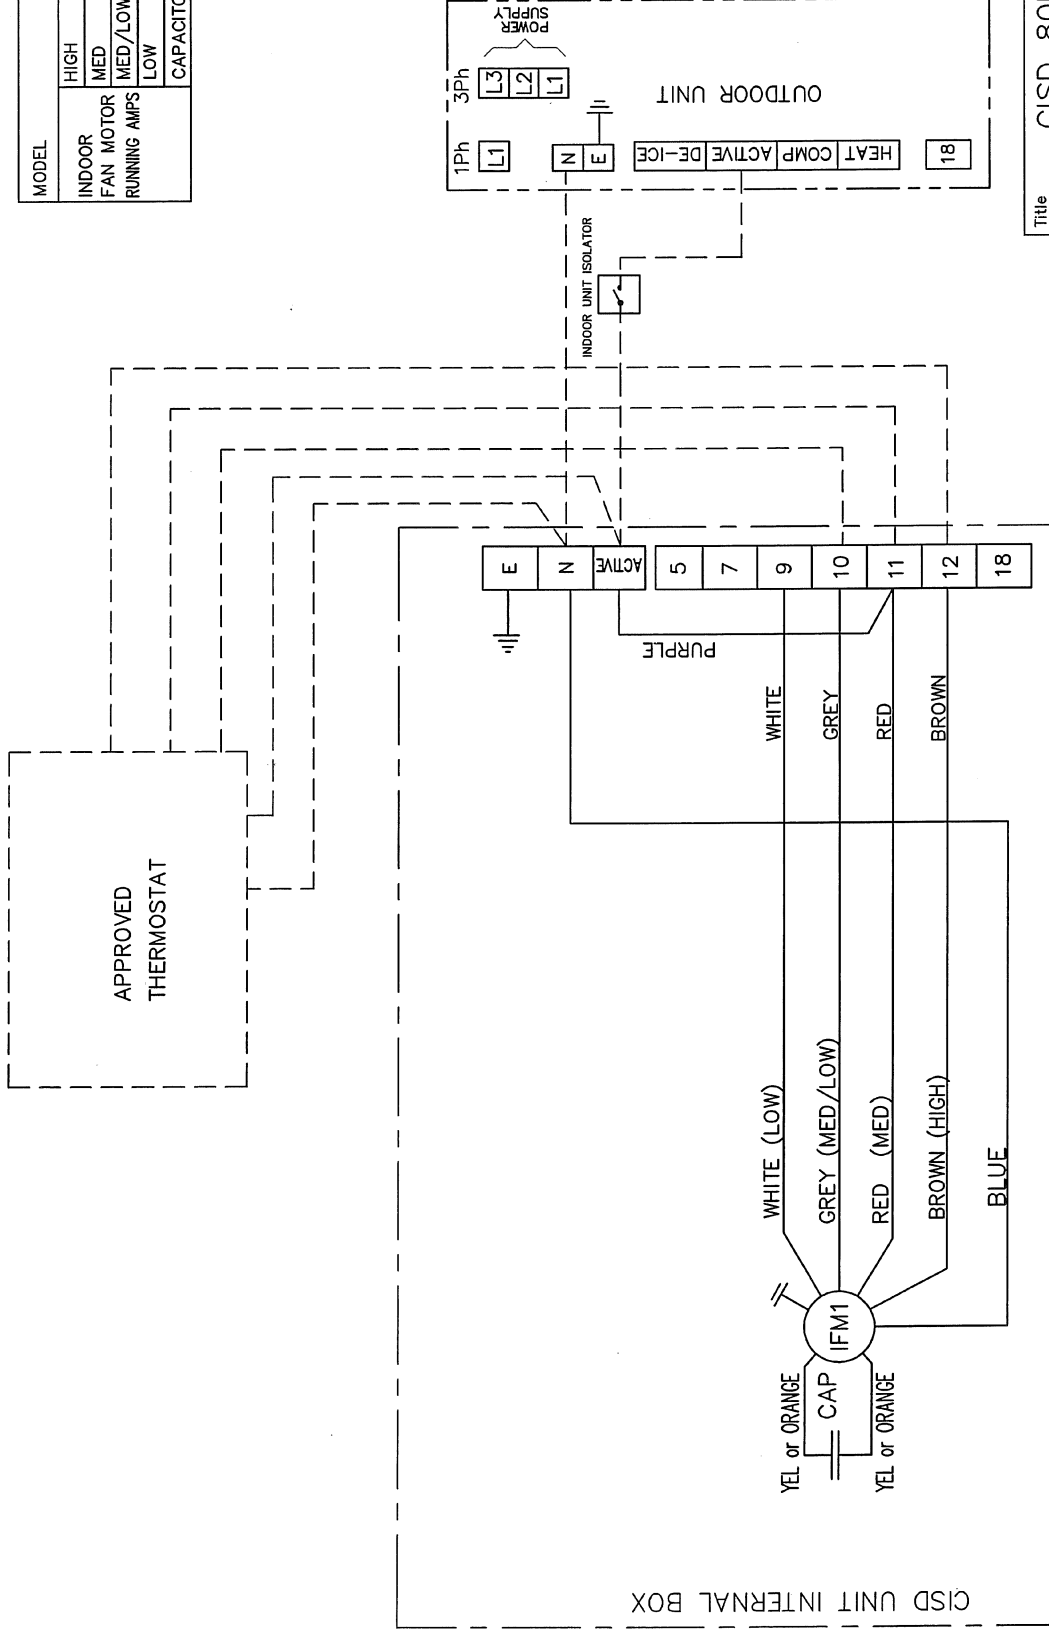 MODEL
INDOOR
FAN MOTOR
RUNNING AMPS
HIGH
MED
MED/LOW
LOW
POWER
SUPPLY
3Ph
L3
L2
L1
1Ph
L1
N
E
OUTDOOR UNIT
DE-ICE
ACTIVE
COMP
HEAT
18
Title
INDOOR UNIT ISOLATOR
APPROVED
THERMOSTAT
E
N
ACTIVE
5
7
9
10
11
12
18
PURPLE
WHITE
GREY
RED
BROWN
WHITE (LOW)
GREY (MED/LOW)
RED (MED)
BROWN (HIGH)
BLUE
IFM1
CAP
YEL or ORANGE
YEL or ORANGE
CISD UNIT INTERNAL BOX